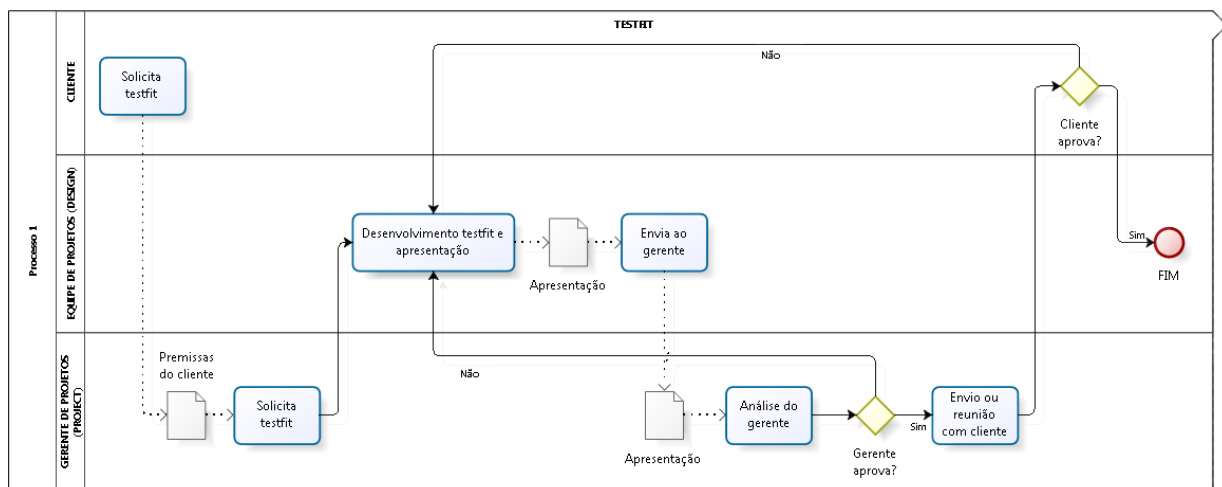 TESTFIT
Processo 1
CLIENTE
Solicita
testfit
Não
Cliente
aprova?
EQUIPE DE PROJETOS (DESIGN)
Desenvolvimento testfit e
apresentação
Apresentação
Envia ao
gerente
Sim
FIM
GERENTE DE PROJETOS
(PROJECT)
Premissas
do cliente
Solicita
testfit
Não
Apresentação
Análise do
gerente
Gerente
aprova?
Sim
Envio ou
reunião
com cliente